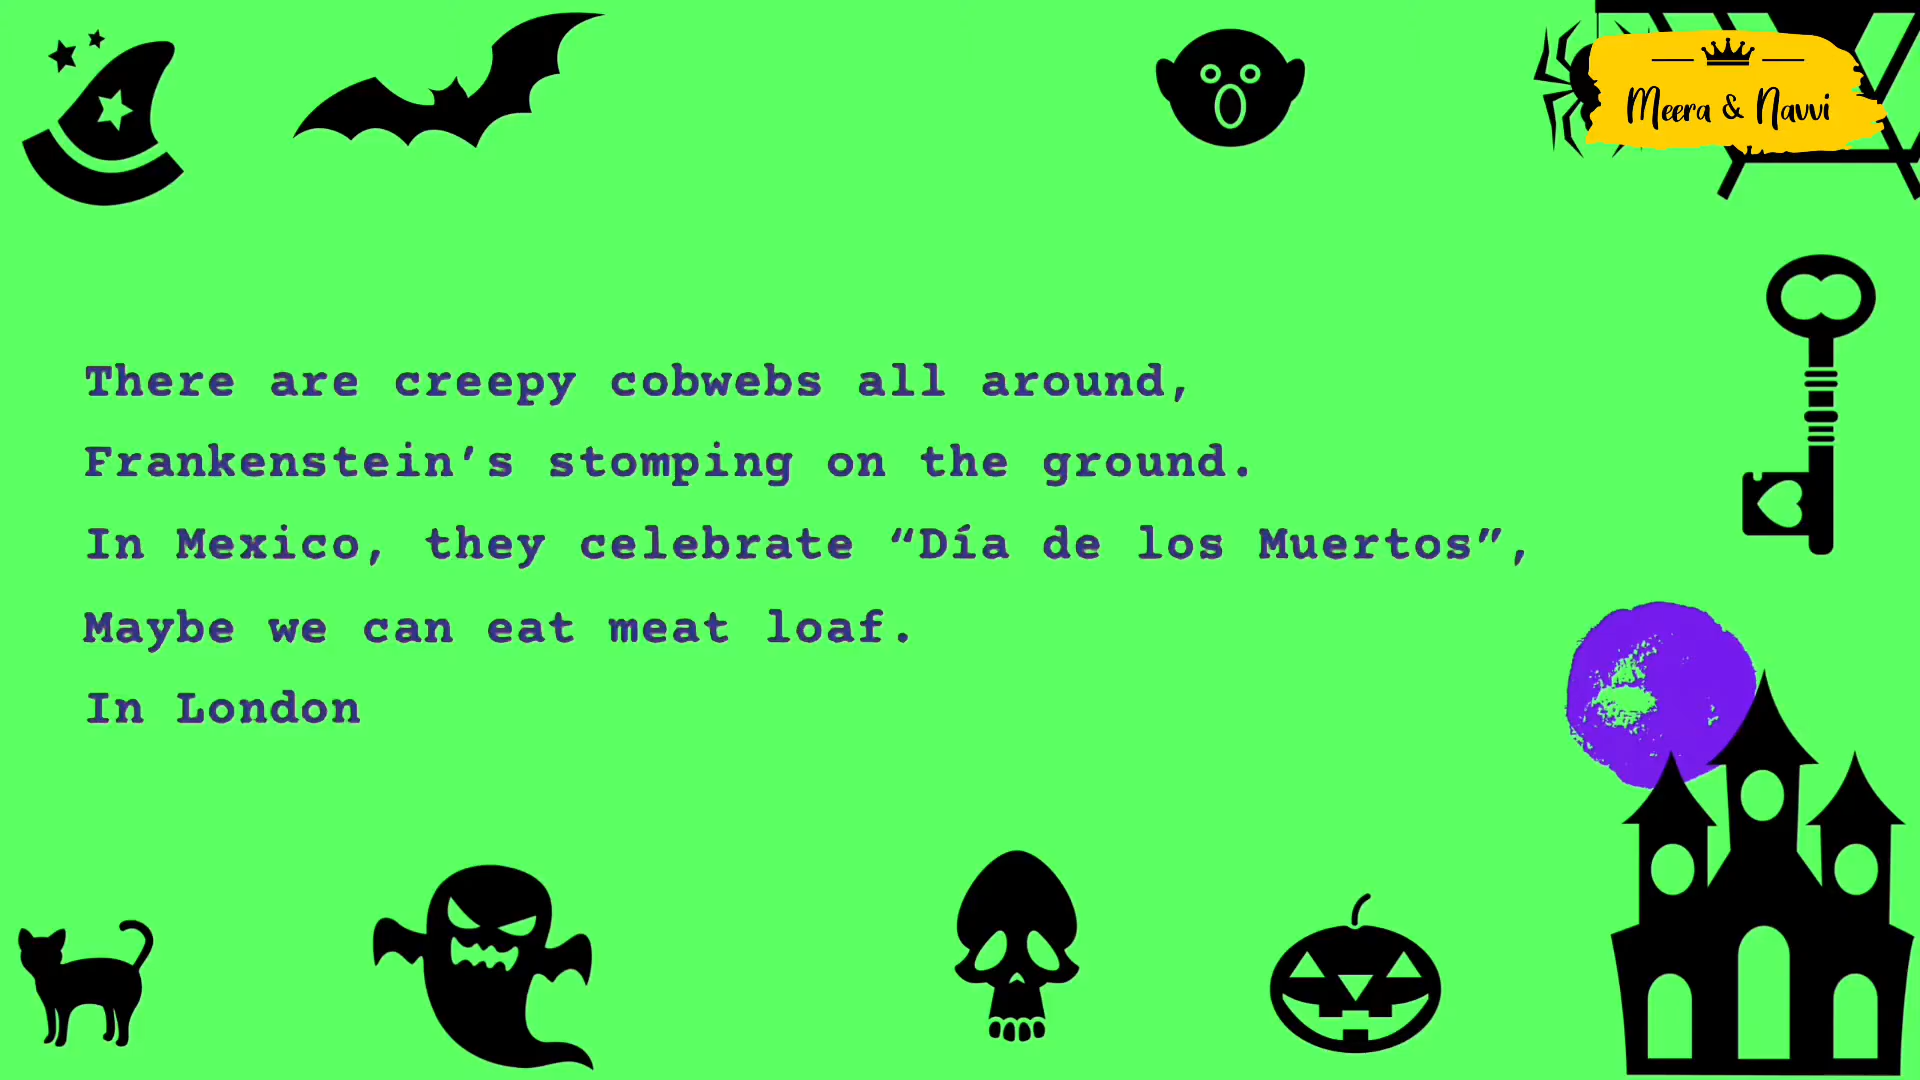 Meera & Navvi
There are creepy cobwebs all around,
Frankenstein’s stomping on the ground.
In Mexico, they celebrate “Día de los Muertos”,
Maybe we can eat meat loaf.
In London